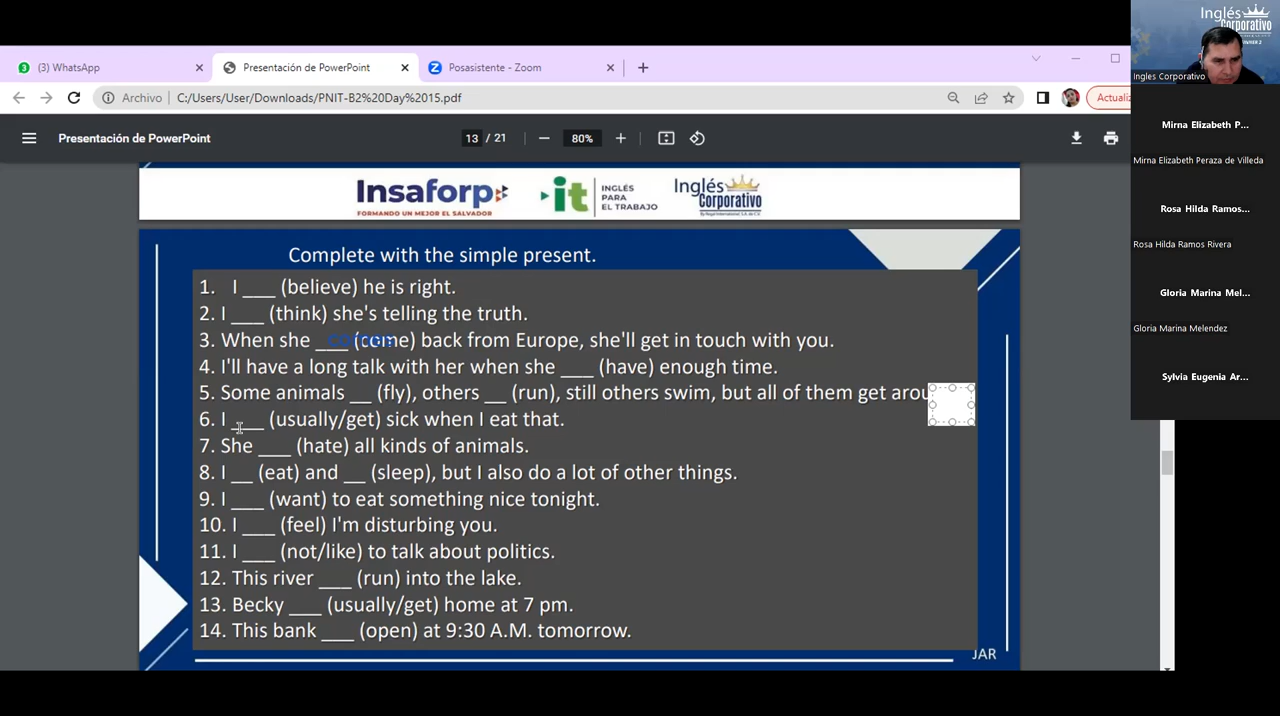 Inglés
Corporativo
(3) WhatsApp
Presentación de PowerPoint
Posasistente - Zoom
Ingles Corporativo
Archivo
C:/Users/User/Downloads/PNIT-B2%20Day%2015.pdf
Actualiz
Presentación de PowerPoint
13 / 21
80%
Mirna Elizabeth P...
Mirna Elizabeth Peraza de Villeda
Insaforp
FORMANDO UN MEJOR EL SALVADOR
it
INGLÉS
PARA
EL TRABAJO
Inglés
Corporativo
Rosa Hilda Ramos...
Rosa Hilda Ramos Rivera
Gloria Marina Mel...
Gloria Marina Melendez
Sylvia Eugenia Ar...
Complete with the simple present.
1. I ___ (believe) he is right.
2. I ___ (think) she's telling the truth.
3. When she ___ (come) back from Europe, she'll get in touch with you.
comes
4. I'll have a long talk with her when she ___ (have) enough time.
5. Some animals __ (fly), others __ (run), still others swim, but all of them get arou
6. I ___ (usually/get) sick when I eat that.
7. She ___ (hate) all kinds of animals.
8. I __ (eat) and __ (sleep), but I also do a lot of other things.
9. I ___ (want) to eat something nice tonight.
10. I ___ (feel) I'm disturbing you.
11. I ___ (not/like) to talk about politics.
12. This river ___ (run) into the lake.
13. Becky ___ (usually/get) home at 7 pm.
14. This bank ___ (open) at 9:30 A.M. tomorrow.
JAR